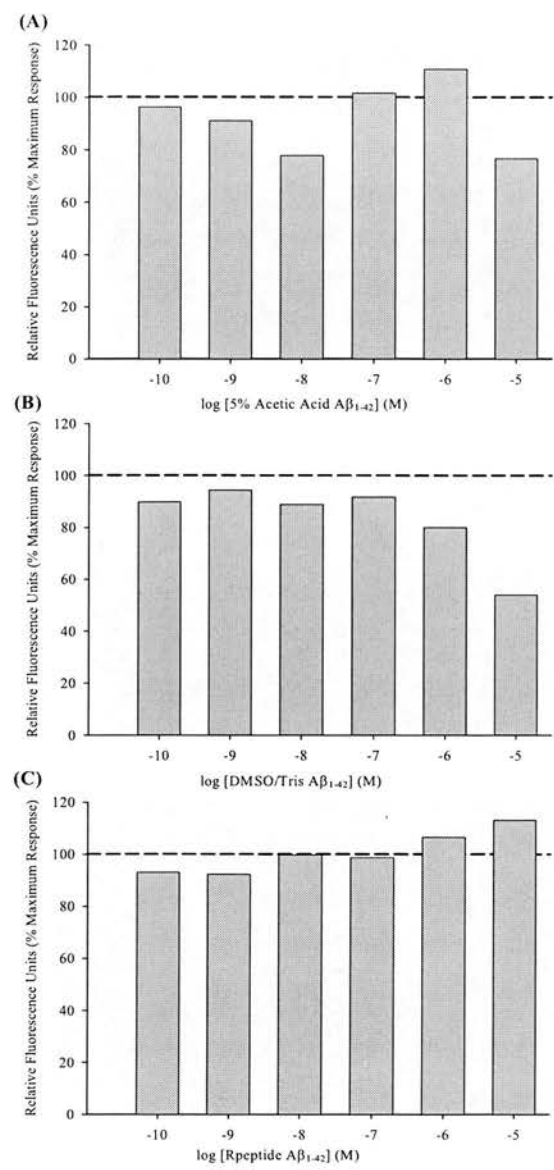 (A)
Relative Fluorescence Units (% Maximum Response)
120
100
80
60
40
20
0
-10 -9 -8 -7 -6 -5
log [5% Acetic Acid Aβ₁₋₄₂] (M)
(B)
Relative Fluorescence Units (% Maximum Response)
120
100
80
60
40
20
0
-10 -9 -8 -7 -6 -5
log [DMSO/Tris Aβ₁₋₄₂] (M)
(C)
Relative Fluorescence Units (% Maximum Response)
120
100
80
60
40
20
0
-10 -9 -8 -7 -6 -5
log [Rpeptide Aβ₁₋₄₂] (M)